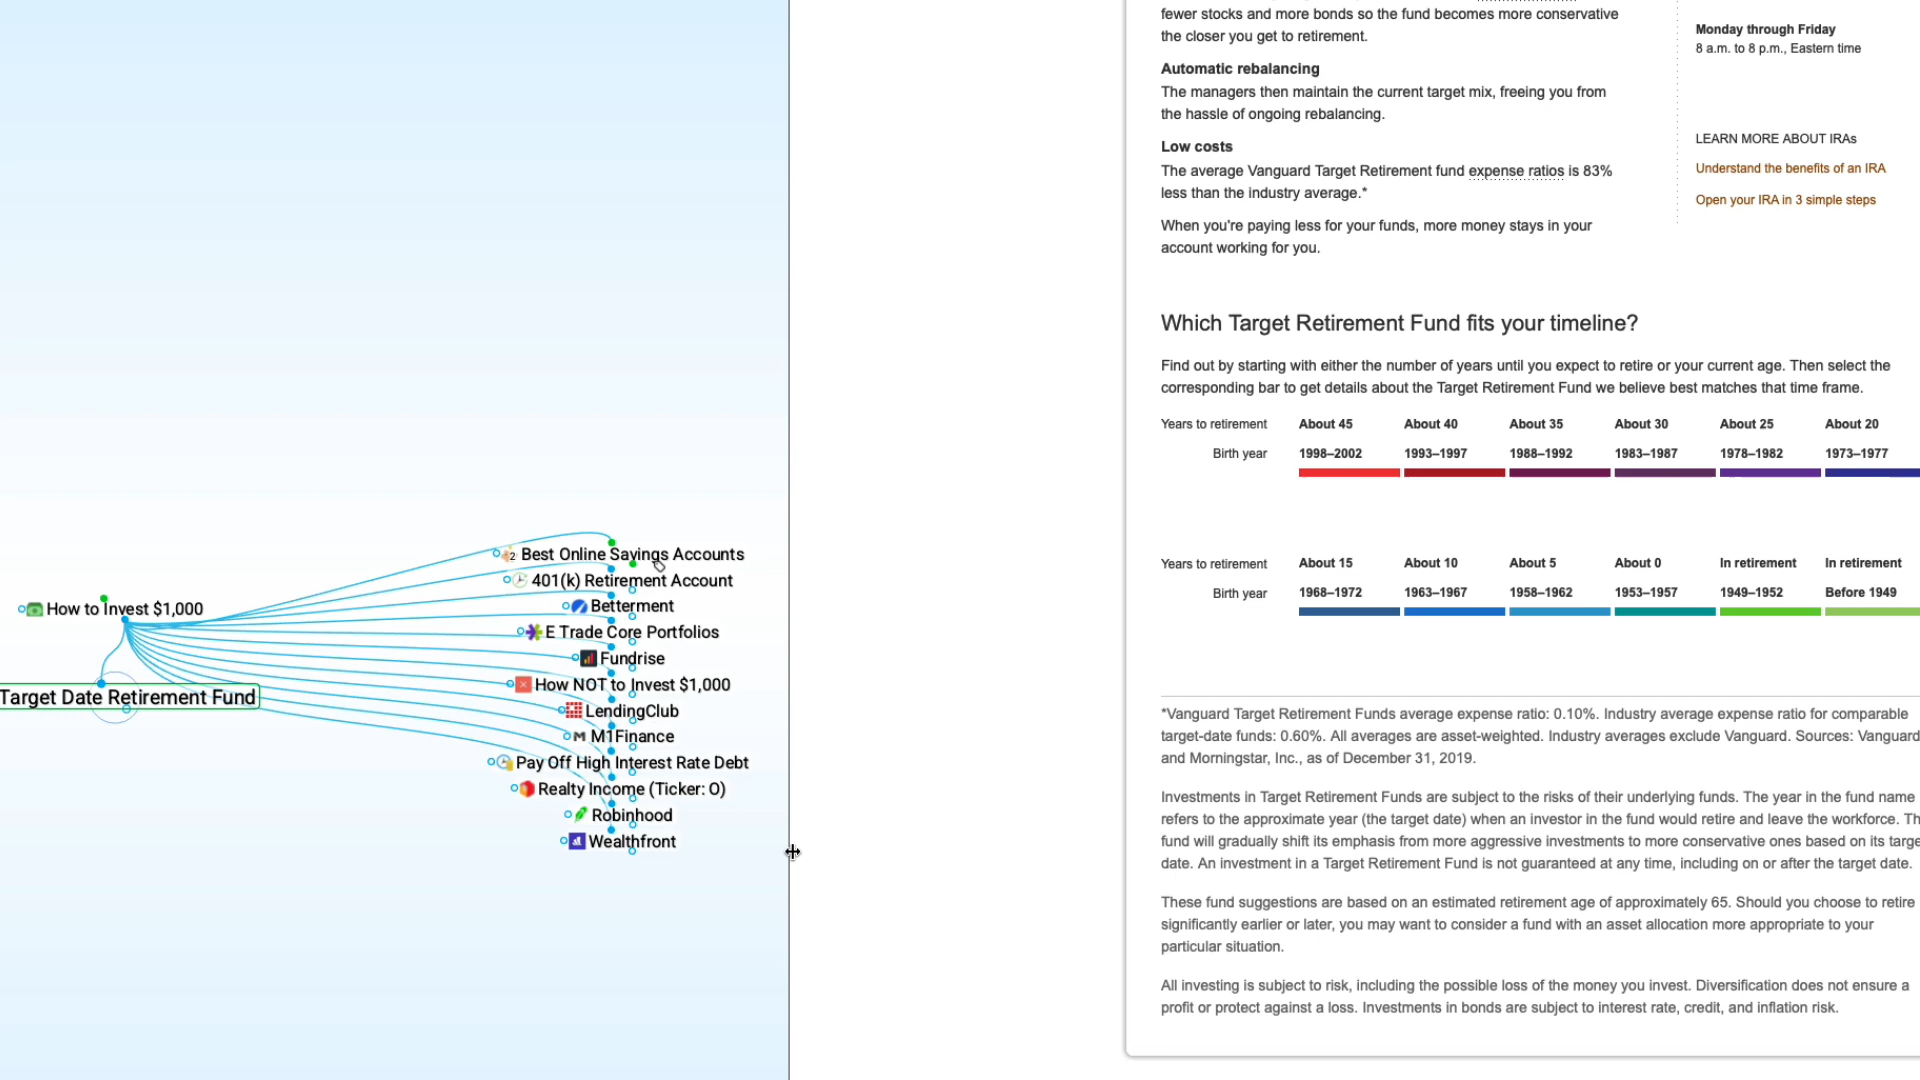 How to Invest $1,000
Target Date Retirement Fund
2 Best Online Savings Accounts
401(k) Retirement Account
Betterment
E Trade Core Portfolios
Fundrise
How NOT to Invest $1,000
LendingClub
M1Finance
Pay Off High Interest Rate Debt
Realty Income (Ticker: O)
Robinhood
Wealthfront
fewer stocks and more bonds so the fund becomes more conservative
the closer you get to retirement.
Automatic rebalancing
The managers then maintain the current target mix, freeing you from
the hassle of ongoing rebalancing.
Low costs
The average Vanguard Target Retirement fund expense ratios is 83%
less than the industry average.*
When you're paying less for your funds, more money stays in your
account working for you.
Monday through Friday
8 a.m. to 8 p.m., Eastern time
LEARN MORE ABOUT IRAs
Understand the benefits of an IRA
Open your IRA in 3 simple steps
Which Target Retirement Fund fits your timeline?
Find out by starting with either the number of years until you expect to retire or your current age. Then select the
corresponding bar to get details about the Target Retirement Fund we believe best matches that time frame.
Years to retirement About 45 About 40 About 35 About 30 About 25 About 20
Birth year 1998–2002 1993–1997 1988–1992 1983–1987 1978–1982 1973–1977
Years to retirement About 15 About 10 About 5 About 0 In retirement In retirement
Birth year 1968–1972 1963–1967 1958–1962 1953–1957 1949–1952 Before 1949
*Vanguard Target Retirement Funds average expense ratio: 0.10%. Industry average expense ratio for comparable
target-date funds: 0.60%. All averages are asset-weighted. Industry averages exclude Vanguard. Sources: Vanguard
and Morningstar, Inc., as of December 31, 2019.
Investments in Target Retirement Funds are subject to the risks of their underlying funds. The year in the fund name
refers to the approximate year (the target date) when an investor in the fund would retire and leave the workforce. Th
fund will gradually shift its emphasis from more aggressive investments to more conservative ones based on its targe
date. An investment in a Target Retirement Fund is not guaranteed at any time, including on or after the target date.
These fund suggestions are based on an estimated retirement age of approximately 65. Should you choose to retire
significantly earlier or later, you may want to consider a fund with an asset allocation more appropriate to your
particular situation.
All investing is subject to risk, including the possible loss of the money you invest. Diversification does not ensure a
profit or protect against a loss. Investments in bonds are subject to interest rate, credit, and inflation risk.